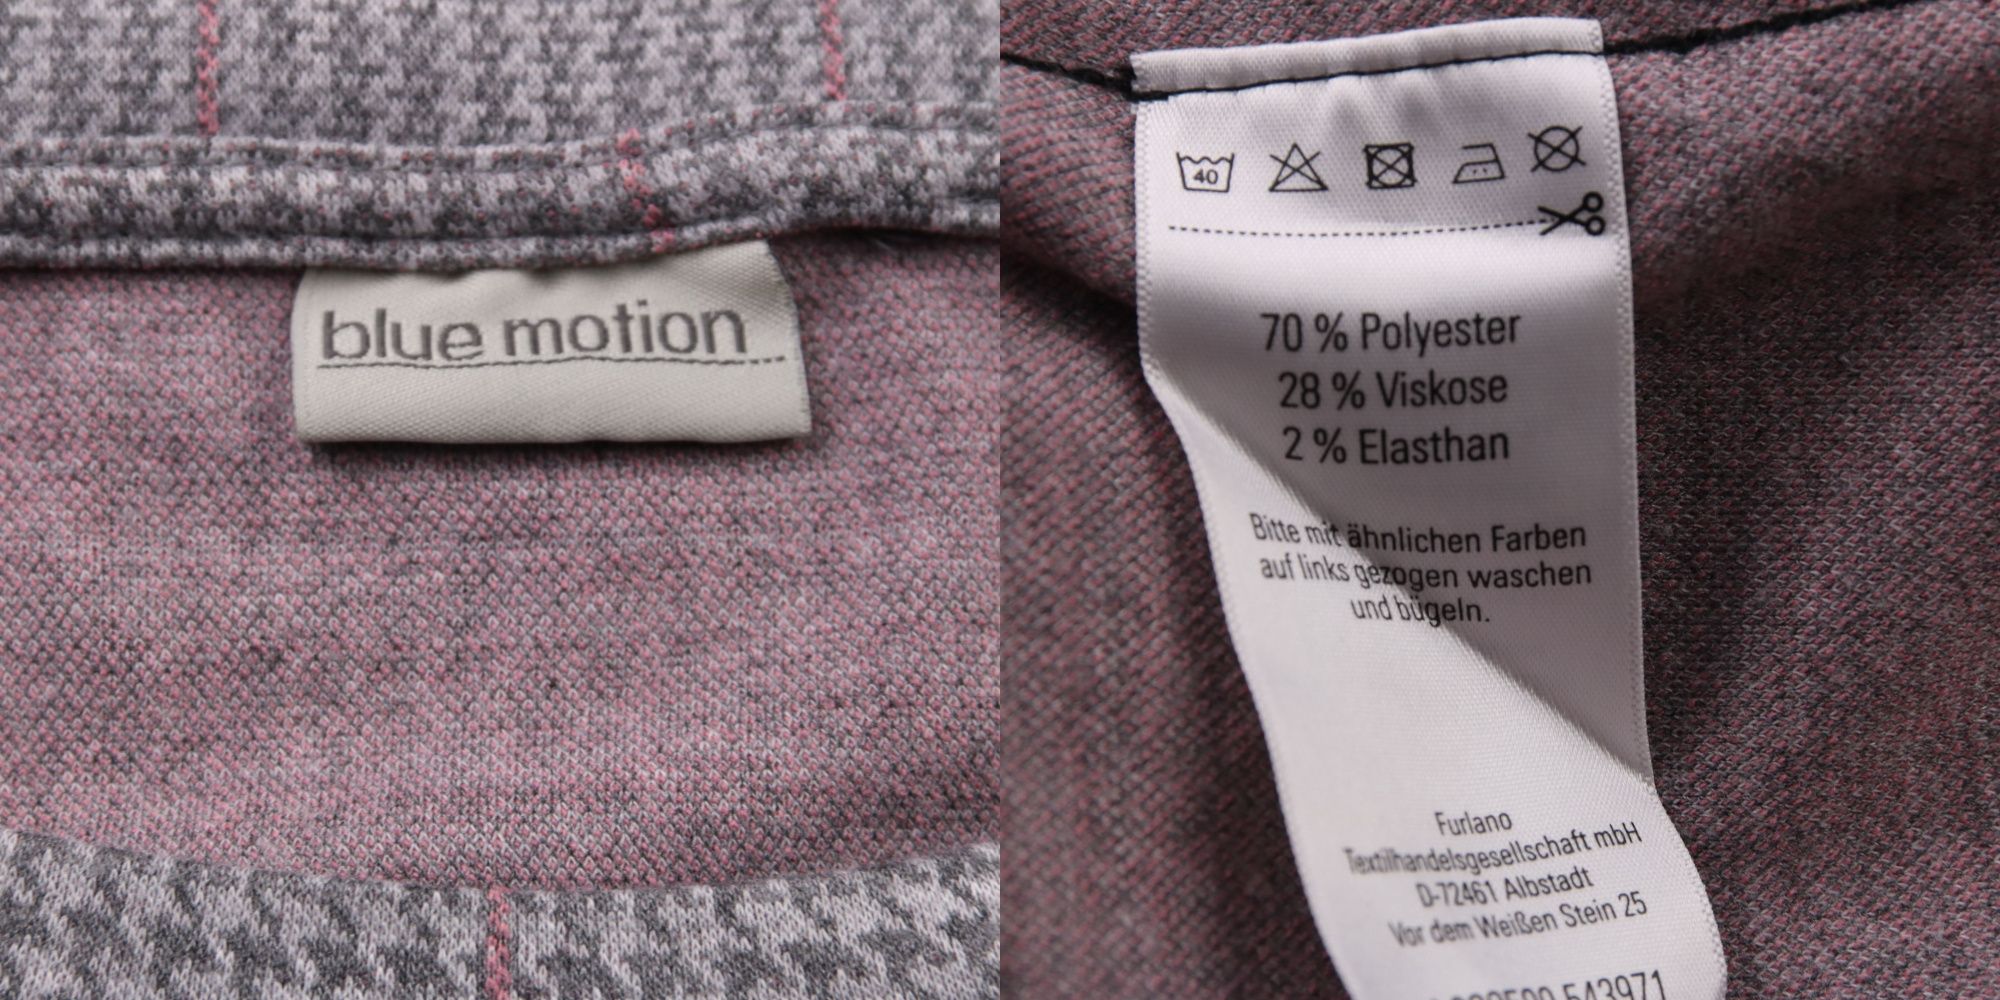 blue motion
40
70 % Polyester
28 % Viskose
2 % Elasthan
Bitte mit ähnlichen Farben
auf links gezogen waschen
und bügeln.
Furlano
Textilhandelsgesellschaft mbH
D-72461 Albstadt
Vor dem Weißen Stein 25
543971